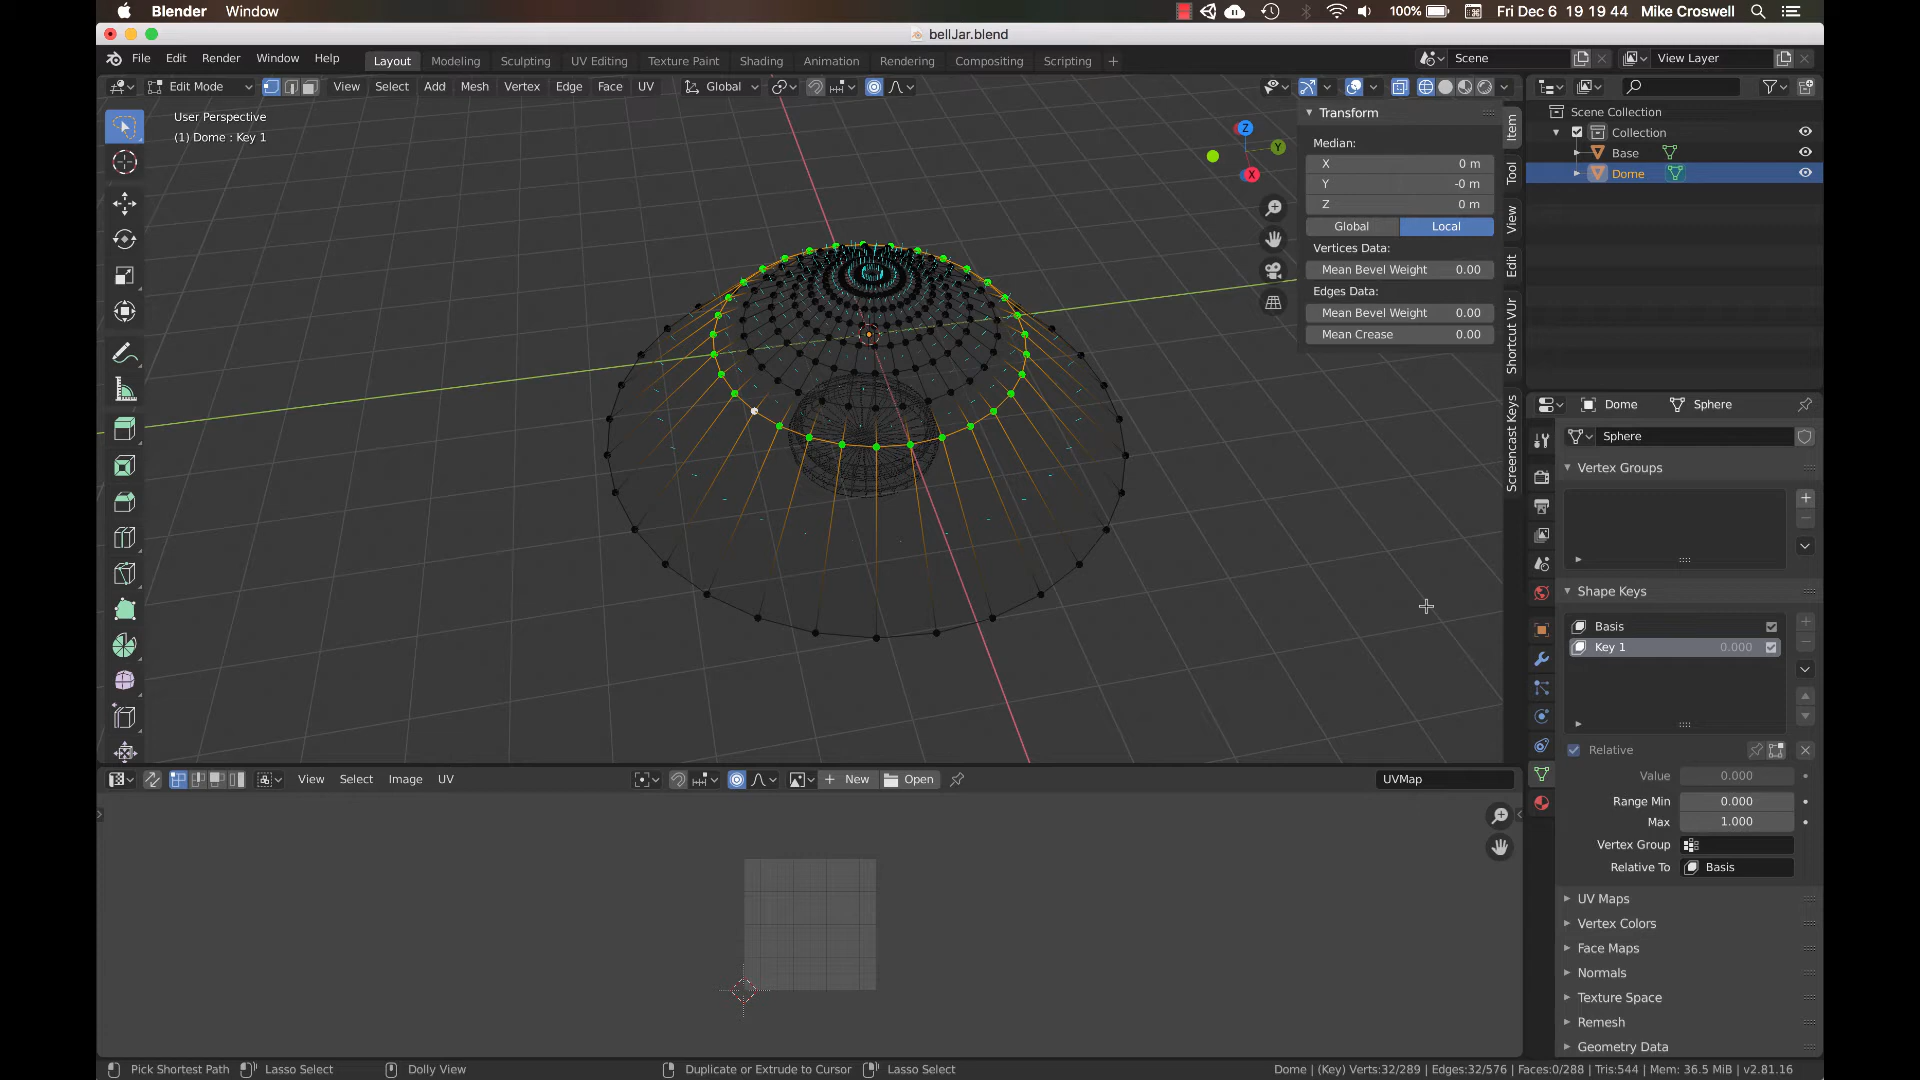 Blender Window
100% Fri Dec 6 19 19 44 Mike Croswell
bellJar.blend
File Edit Render Window Help Layout Modeling Sculpting UV Editing Texture Paint Shading Animation Rendering Compositing Scripting + Scene View Layer
Edit Mode View Select Add Mesh Vertex Edge Face UV Global
User Perspective
(1) Dome : Key 1
Z
Y
X
Transform
Median:
X 0 m
Y -0 m
Z 0 m
Global Local
Vertices Data:
Mean Bevel Weight 0.00
Edges Data:
Mean Bevel Weight 0.00
Mean Crease 0.00
Item
Tool
View
Edit
Shortcut VUr
Screencast Keys
Scene Collection
Collection
Base
Dome
Dome Sphere
Sphere
Vertex Groups
Shape Keys
Basis
Key 1 0.000
Relative
Value 0.000
Range Min 0.000
Max 1.000
Vertex Group
Relative To Basis
UV Maps
Vertex Colors
Face Maps
Normals
Texture Space
Remesh
Geometry Data
View Select Image UV New Open UVMap
Pick Shortest Path Lasso Select Dolly View Duplicate or Extrude to Cursor Lasso Select Dome | (Key) Verts:32/289 | Edges:32/576 | Faces:0/288 | Tris:544 | Mem: 36.5 MiB | v2.81.16